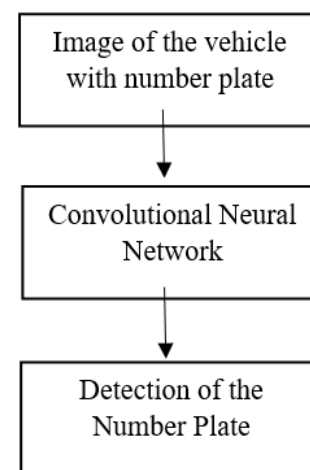 Image of the vehicle
with number plate
Convolutional Neural
Network
Detection of the
Number Plate